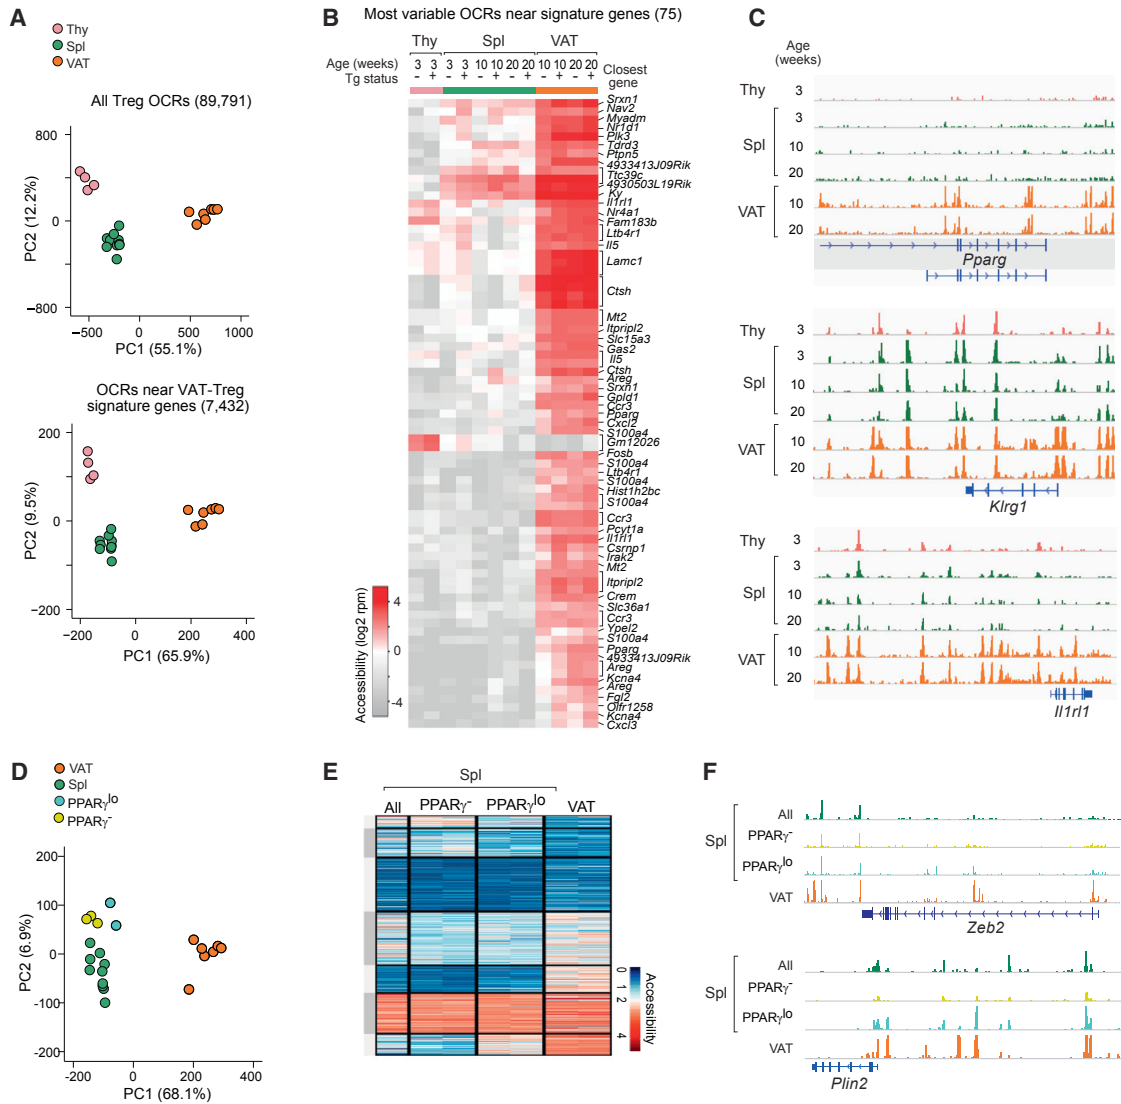 A
Thy
Spl
VAT
All Treg OCRs (89,791)
800
0
−800
PC2 (12.2%)
−500 0 500 1000
PC1 (55.1%)
OCRs near VAT-Treg
signature genes (7,432)
200
0
−200
PC2 (9.5%)
−200 0 200 400
PC1 (65.9%)
B
Most variable OCRs near signature genes (75)
Thy Spl VAT
Age (weeks) 3 3 3 3 10 10 20 20 10 10 20 20
Tg status − + − + − + − + − + − +
Closest
gene
Srxn1
Nav2
Myadm
Nr1d1
Plk3
Tdrd3
Ptpn5
4933413J09Rik
Ttc39c
4930503L19Rik
Ky
Il1rl1
Nr4a1
Fam183b
Ltb4r1
Il5
Lamc1
Ctsh
Mt2
Itpripl2
Slc15a3
Gas2
Il5
Ctsh
Areg
Srxn1
Gpld1
Ccr3
Pparg
Cxcl2
S100a4
Gm12026
Fosb
S100a4
Ltb4r1
S100a4
Hist1h2bc
S100a4
Ccr3
Pcyt1a
Il1rl1
Csrnp1
Irak2
Mt2
Itpripl2
Crem
Slc36a1
Ccr3
Ypel2
S100a4
Pparg
4933413J09Rik
Areg
Kcna4
Areg
Fgl2
Olfr1258
Kcna4
Cxcl3
Accessibility (log2 rpm)
4
0
−4
C
Age
(weeks)
Thy 3
Spl
3
10
20
VAT
10
20
Pparg
Thy 3
Spl
3
10
20
VAT
10
20
Klrg1
Thy 3
Spl
3
10
20
VAT
10
20
Il1rl1
D
VAT
Spl
PPARγlo
PPARγ-
200
100
0
-100
-200
PC2 (6.9%)
-200 0 200 400
PC1 (68.1%)
E
Spl
All PPARγ- PPARγlo VAT
0
1
2
4
Accessibility
F
Spl
All
PPARγ-
PPARγlo
VAT
Zeb2
Spl
All
PPARγ-
PPARγlo
VAT
Plin2